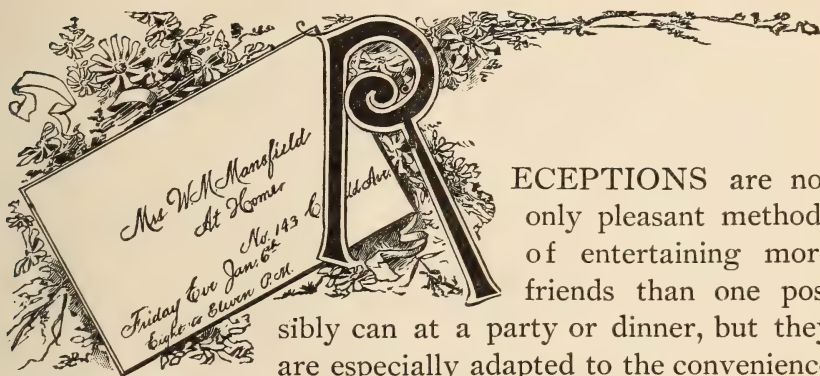 Mrs W M Mansfield
At Home
No. 143
Friday Eve Jan. 6th
Eight to Eleven P.M.
RECEPTIONS are no
only pleasant method
of entertaining mor
friends than one pos
sibly can at a party or dinner, but they
are especially adapted to the convenience